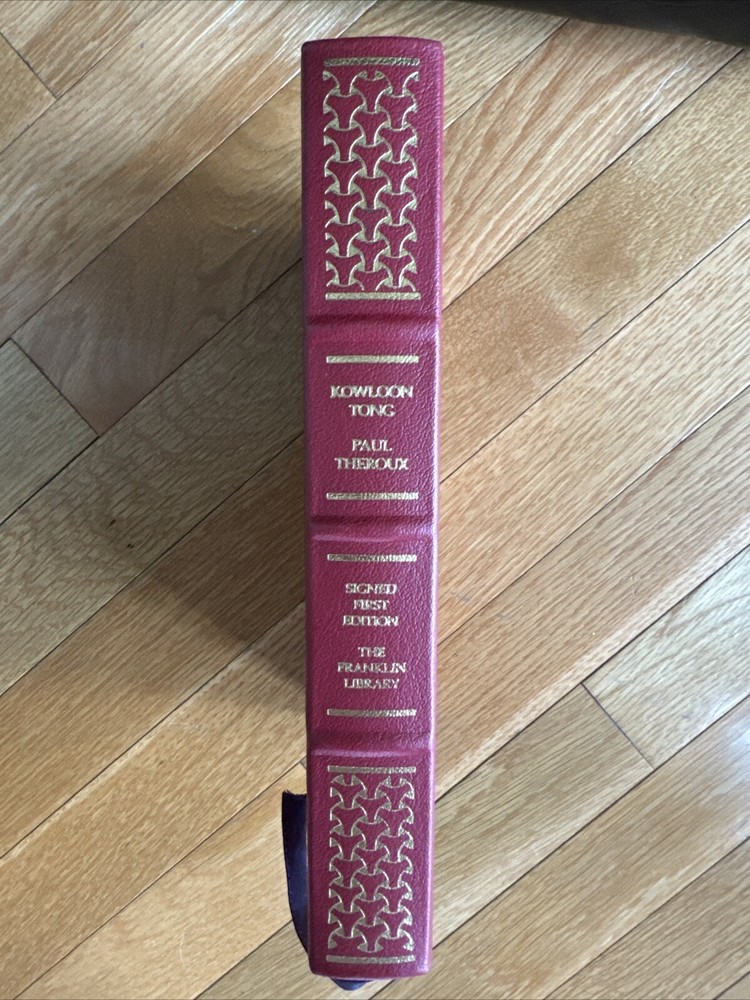 KOWLOON
TONG
PAUL
THEROUX
SIGNED
FIRST
EDITION
THE
FRANKLIN
LIBRARY